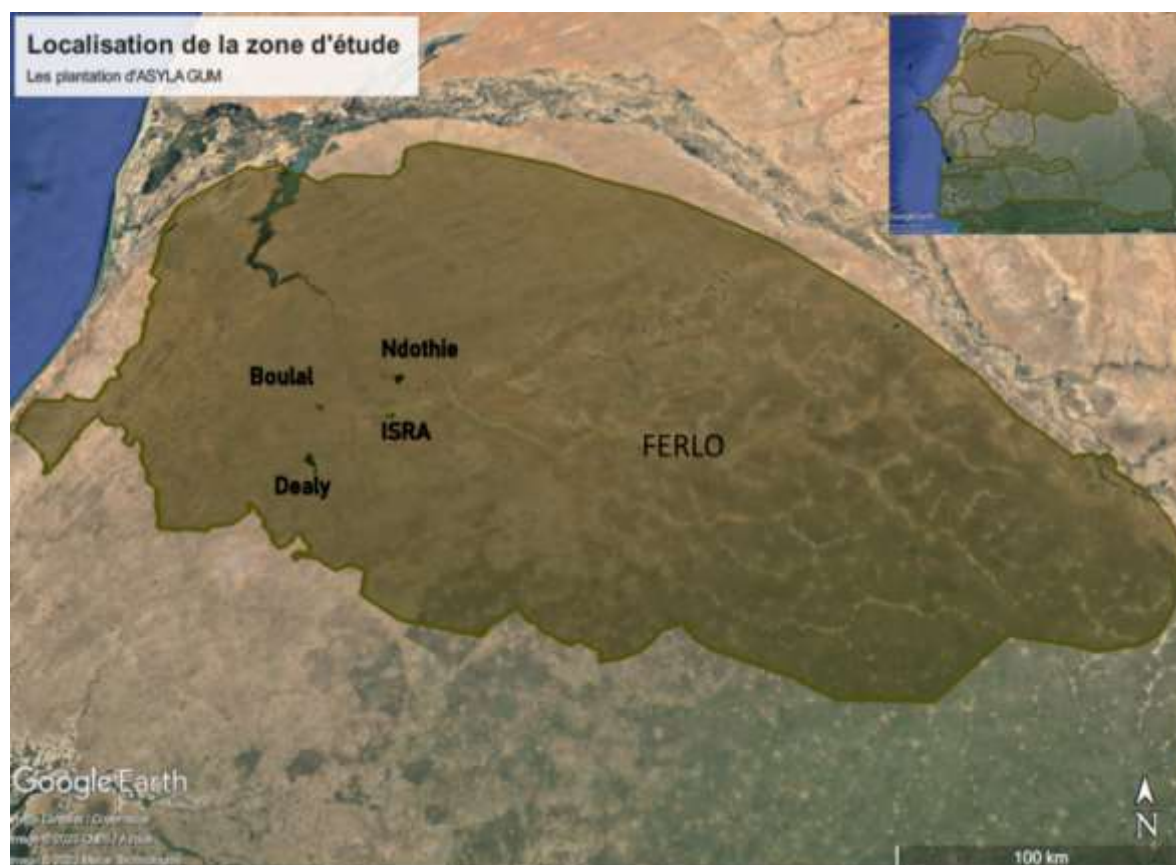 Localisation de la zone d'étude
Les plantation d'ASYLA GUM
Ndothie
Boulal
ISRA
FERLO
Dealy
Google Earth
N
100 km